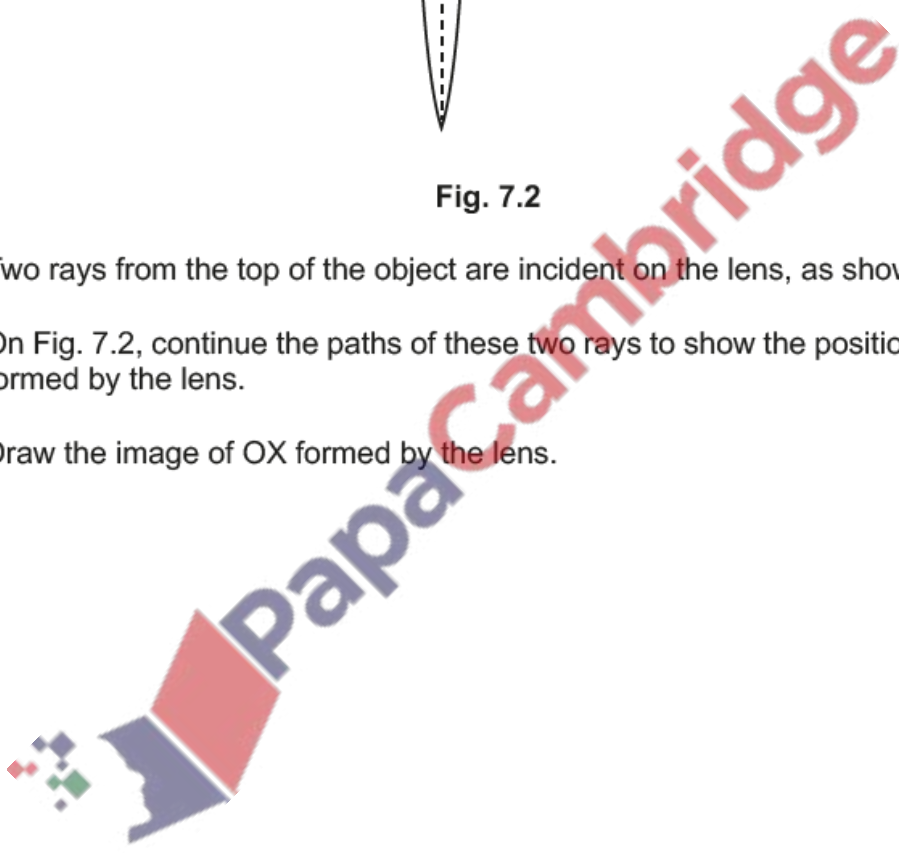 Fig. 7.2
wo rays from the top of the object are incident on the lens, as show
On Fig. 7.2, continue the paths of these two rays to show the positio
ormed by the lens.
Draw the image of OX formed by the lens.
PapaCambridge